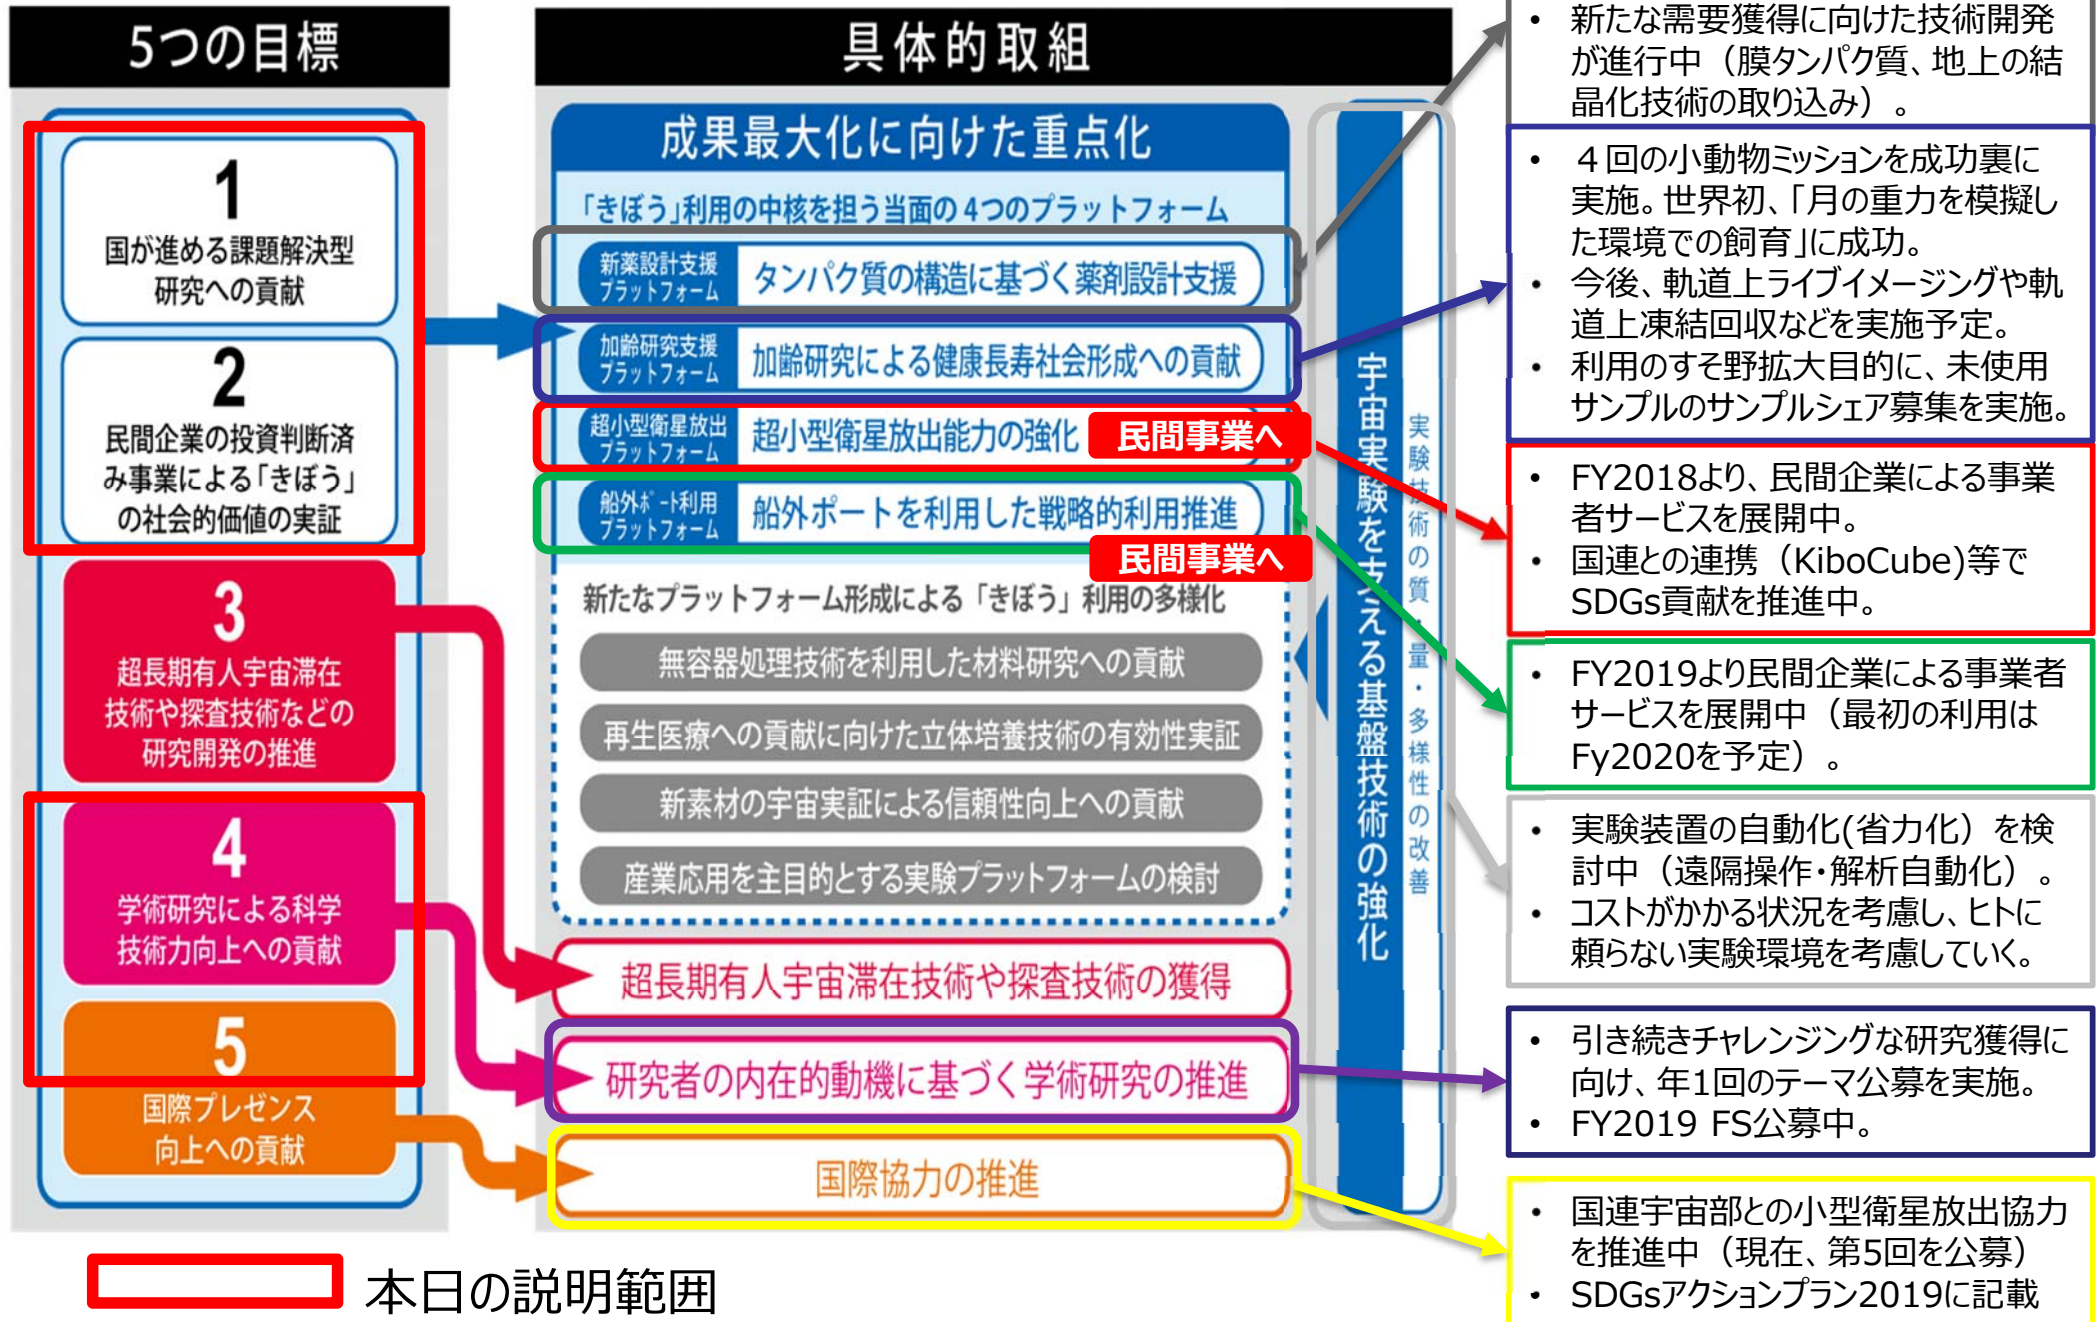 5つの目標
1
国が進める課題解決型
研究への貢献
2
民間企業の投資判断済
み事業による「きぼう」
の社会的価値の実証
3
超長期有人宇宙滞在
技術や探査技術などの
研究開発の推進
4
学術研究による科学
技術力向上への貢献
5
国際プレゼンス
向上への貢献
本日の説明範囲
具体的取組
成果最大化に向けた重点化
「きぼう」利用の中核を担う当面の4つのプラットフォーム
新薬設計支援
プラットフォーム
タンパク質の構造に基づく薬剤設計支援
加齢研究支援
プラットフォーム
加齢研究による健康長寿社会形成への貢献
超小型衛星放出
プラットフォーム
超小型衛星放出能力の強化
民間事業へ
船外ポート利用
プラットフォーム
船外ポートを利用した戦略的利用推進
民間事業へ
新たなプラットフォーム形成による「きぼう」利用の多様化
無容器処理技術を利用した材料研究への貢献
再生医療への貢献に向けた立体培養技術の有効性実証
新素材の宇宙実証による信頼性向上への貢献
産業応用を主目的とする実験プラットフォームの検討
超長期有人宇宙滞在技術や探査技術の獲得
研究者の内在的動機に基づく学術研究の推進
国際協力の推進
宇宙実験を支える基盤技術の強化
実験技術の質・量・多様性の改善
• 新たな需要獲得に向けた技術開発
が進行中（膜タンパク質、地上の結
晶化技術の取り込み）。
• ４回の小動物ミッションを成功裏に
実施。世界初、「月の重力を模擬し
た環境での飼育」に成功。
• 今後、軌道上ライブイメージングや軌
道上凍結回収などを実施予定。
• 利用のすそ野拡大目的に、未使用
サンプルのサンプルシェア募集を実施。
• FY2018より、民間企業による事業
者サービスを展開中。
• 国連との連携（KiboCube)等で
SDGs貢献を推進中。
• FY2019より民間企業による事業者
サービスを展開中（最初の利用は
Fy2020を予定）。
• 実験装置の自動化(省力化）を検
討中（遠隔操作・解析自動化）。
• コストがかかる状況を考慮し、ヒトに
頼らない実験環境を考慮していく。
• 引き続きチャレンジングな研究獲得に
向け、年1回のテーマ公募を実施。
• FY2019 FS公募中。
• 国連宇宙部との小型衛星放出協力
を推進中（現在、第5回を公募）
• SDGsアクションプラン2019に記載